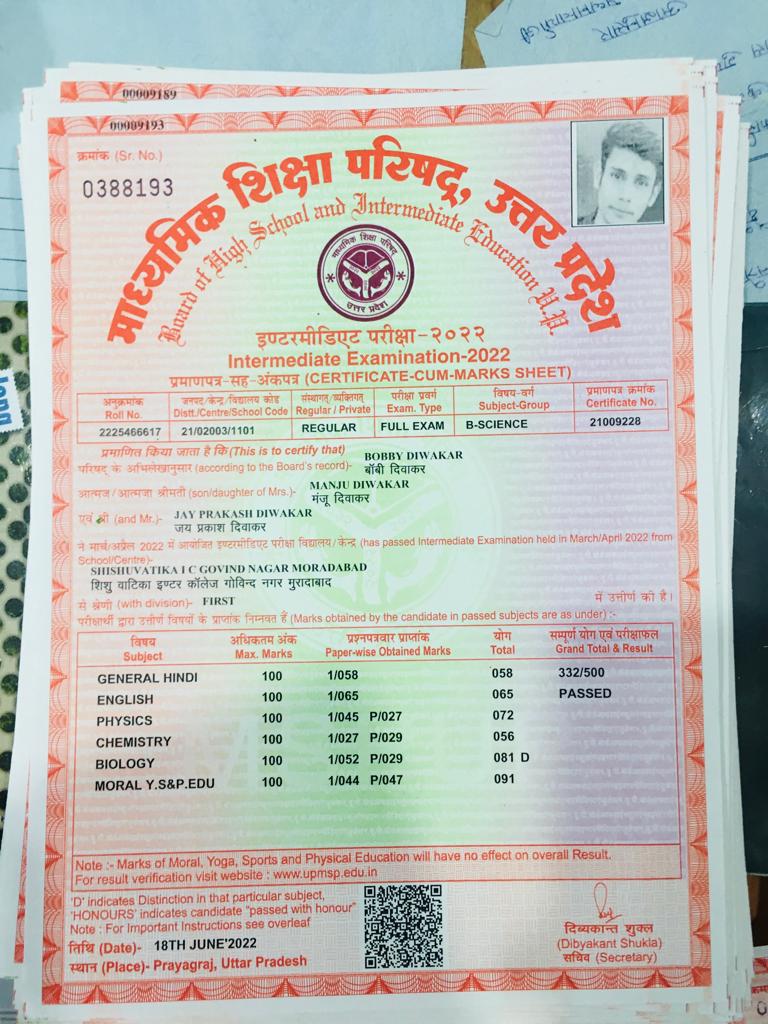 00009189
00009193
क्रमांक (Sr. No.)
0388193
माध्यमिक शिक्षा परिषद्, उत्तर प्रदेश
Board of High School and Intermediate Education U.P.
माध्यमिक शिक्षा परिषद
उत्तर प्रदेश
इण्टरमीडिएट परीक्षा-२०२२
Intermediate Examination-2022
प्रमाणपत्र-सह-अंकपत्र (CERTIFICATE-CUM-MARKS SHEET)
अनुक्रमांक जनपद/केन्द्र/विद्यालय कोड संस्थागत/व्यक्तिगत परीक्षा प्रवर्ग विषय-वर्ग प्रमाणपत्र क्रमांक
Roll No. Distt./Centre/School Code Regular / Private Exam. Type Subject-Group Certificate No.
2225466617 21/02003/1101 REGULAR FULL EXAM B-SCIENCE 21009228
प्रमाणित किया जाता है कि (This is to certify that) BOBBY DIWAKAR
परिषद् के अभिलेखानुसार (according to the Board's record)- बॉबी दिवाकर
MANJU DIWAKAR
आत्मज/आत्मजा श्रीमती (son/daughter of Mrs.)- मंजू दिवाकर
एवं श्री (and Mr.)- JAY PRAKASH DIWAKAR
जय प्रकाश दिवाकर
ने मार्च/अप्रैल 2022 में आयोजित इण्टरमीडिएट परीक्षा विद्यालय/केन्द्र (has passed Intermediate Examination held in March/April 2022 from
School/Centre)-
SHISHUVATIKA I C GOVIND NAGAR MORADABAD
शिशु वाटिका इण्टर कॉलेज गोविन्द नगर मुरादाबाद
से श्रेणी (with division)- FIRST में उत्तीर्ण की है।
परीक्षार्थी द्वारा उत्तीर्ण विषयों के प्राप्तांक निम्नवत हैं (Marks obtained by the candidate in passed subjects are as under) :-
विषय अधिकतम अंक प्रश्नपत्रवार प्राप्तांक योग सम्पूर्ण योग एवं परीक्षाफल
Subject Max. Marks Paper-wise Obtained Marks Total Grand Total & Result
GENERAL HINDI 100 1/058 058 332/500
ENGLISH 100 1/065 065 PASSED
PHYSICS 100 1/045 P/027 072
CHEMISTRY 100 1/027 P/029 056
BIOLOGY 100 1/052 P/029 081 D
MORAL Y.S&P.EDU 100 1/044 P/047 091
Note :- Marks of Moral, Yoga, Sports and Physical Education will have no effect on overall Result.
For result verification visit website : www.upmsp.edu.in
'D' indicates Distinction in that particular subject,
'HONOURS' indicates candidate "passed with honour"
Note : For Important Instructions see overleaf
तिथि (Date)- 18TH JUNE'2022
स्थान (Place)- Prayagraj, Uttar Pradesh
दिव्यकान्त शुक्ल
(Dibyakant Shukla)
सचिव (Secretary)